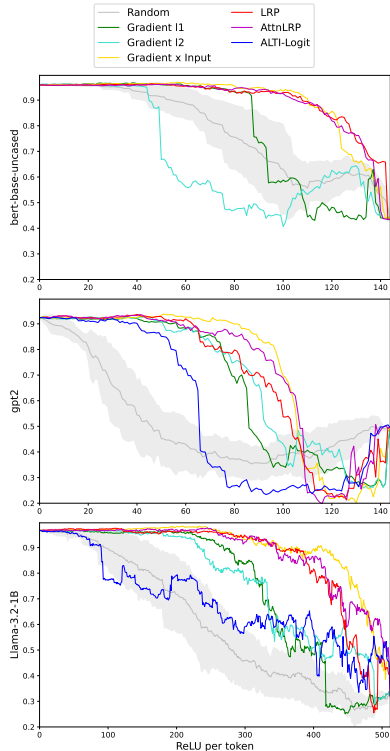 Random
Gradient l1
Gradient l2
Gradient x Input
LRP
AttnLRP
ALTI-Logit
bert-base-uncased
0.9
0.8
0.7
0.6
0.5
0.4
0.3
0.2
0 20 40 60 80 100 120 140
gpt2
0.9
0.8
0.7
0.6
0.5
0.4
0.3
0.2
0 20 40 60 80 100 120 140
Llama-3.2-1B
0.9
0.8
0.7
0.6
0.5
0.4
0.3
0.2
0 100 200 300 400 500
ReLU per token